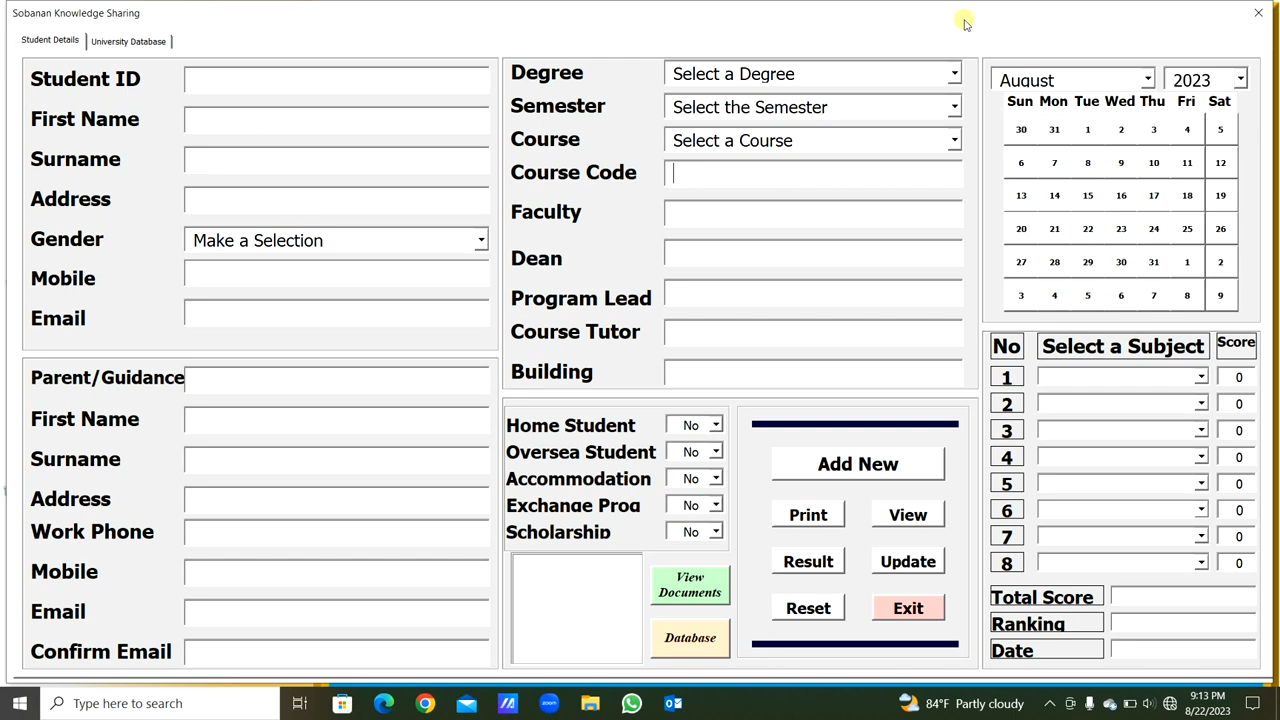 Sobanan Knowledge Sharing
Student Details
University Database
Student ID
First Name
Surname
Address
Gender Make a Selection
Mobile
Email
Parent/Guidance
First Name
Surname
Address
Work Phone
Mobile
Email
Confirm Email
Degree Select a Degree
Semester Select the Semester
Course Select a Course
Course Code
Faculty
Dean
Program Lead
Course Tutor
Building
Home Student No
Oversea Student No
Accommodation No
Exchange Prog No
Scholarship No
View
Documents
Database
Add New
Print View
Result Update
Reset Exit
August 2023
Sun Mon Tue Wed Thu Fri Sat
30 31 1 2 3 4 5
6 7 8 9 10 11 12
13 14 15 16 17 18 19
20 21 22 23 24 25 26
27 28 29 30 31 1 2
3 4 5 6 7 8 9
No Select a Subject Score
1 0
2 0
3 0
4 0
5 0
6 0
7 0
8 0
Total Score
Ranking
Date
Type here to search
zoom
84°F Partly cloudy
9:13 PM
8/22/2023